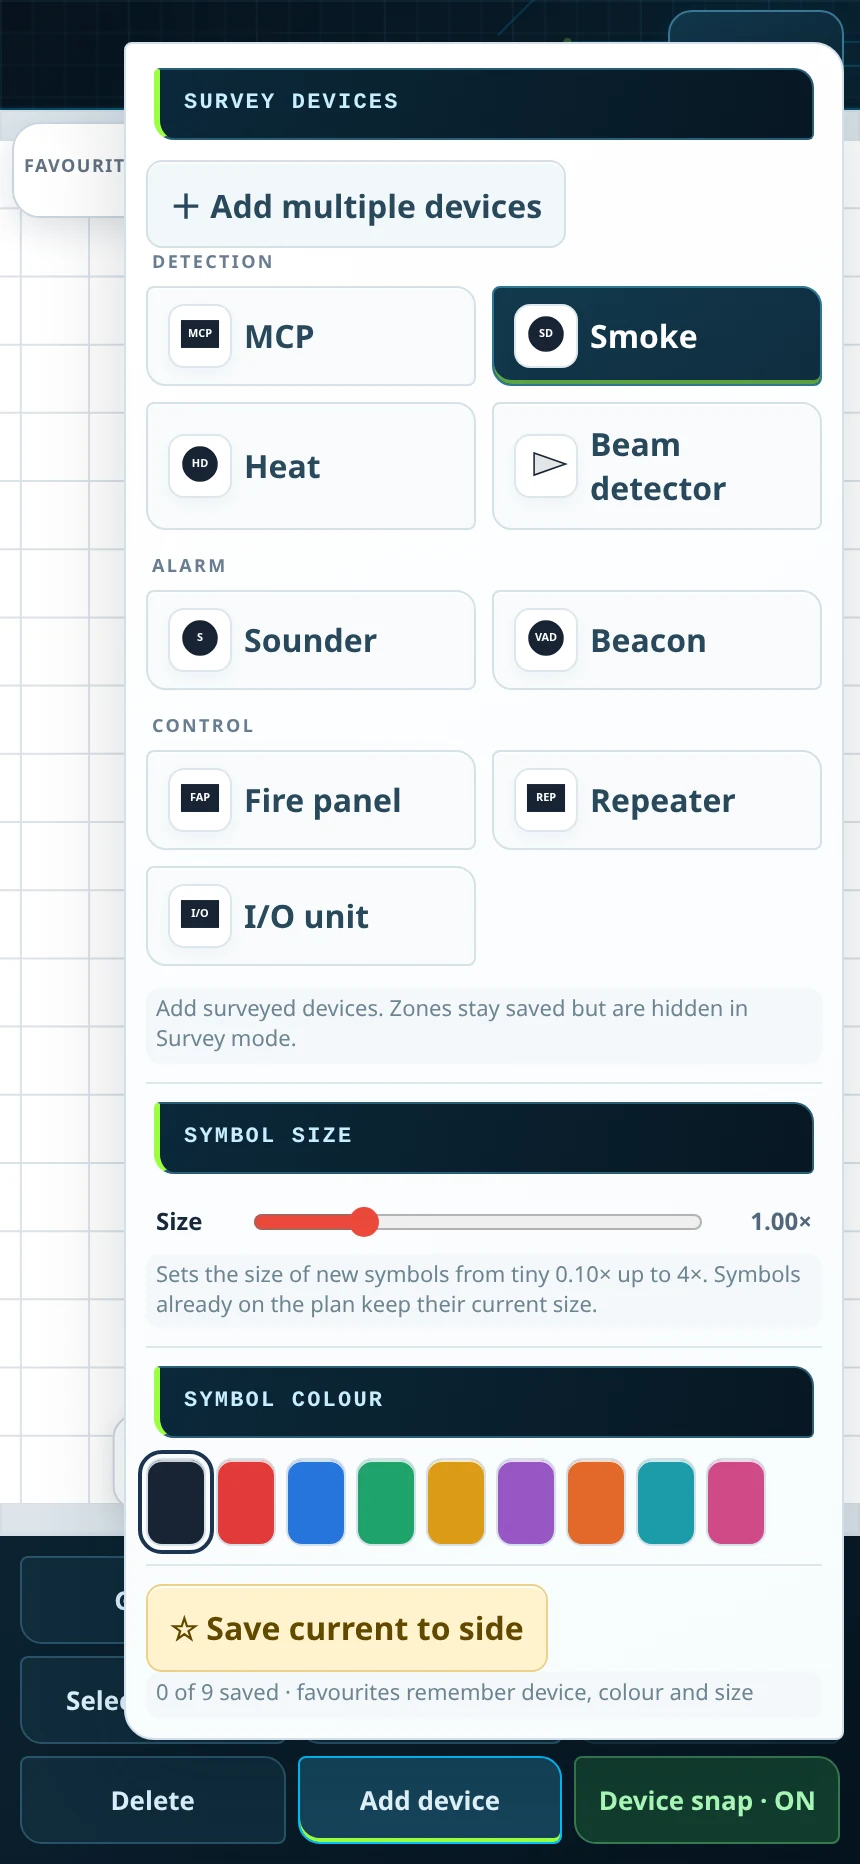 SURVEY DEVICES
FAVOURIT
+ Add multiple devices
DETECTION
MCP MCP
SD Smoke
HD Heat
Beam
detector
ALARM
S Sounder
VAD Beacon
CONTROL
FAP Fire panel
REP Repeater
I/O I/O unit
Add surveyed devices. Zones stay saved but are hidden in
Survey mode.
SYMBOL SIZE
Size 1.00×
Sets the size of new symbols from tiny 0.10× up to 4×. Symbols
already on the plan keep their current size.
SYMBOL COLOUR
☆ Save current to side
0 of 9 saved · favourites remember device, colour and size
Selec
Delete
Add device
Device snap · ON